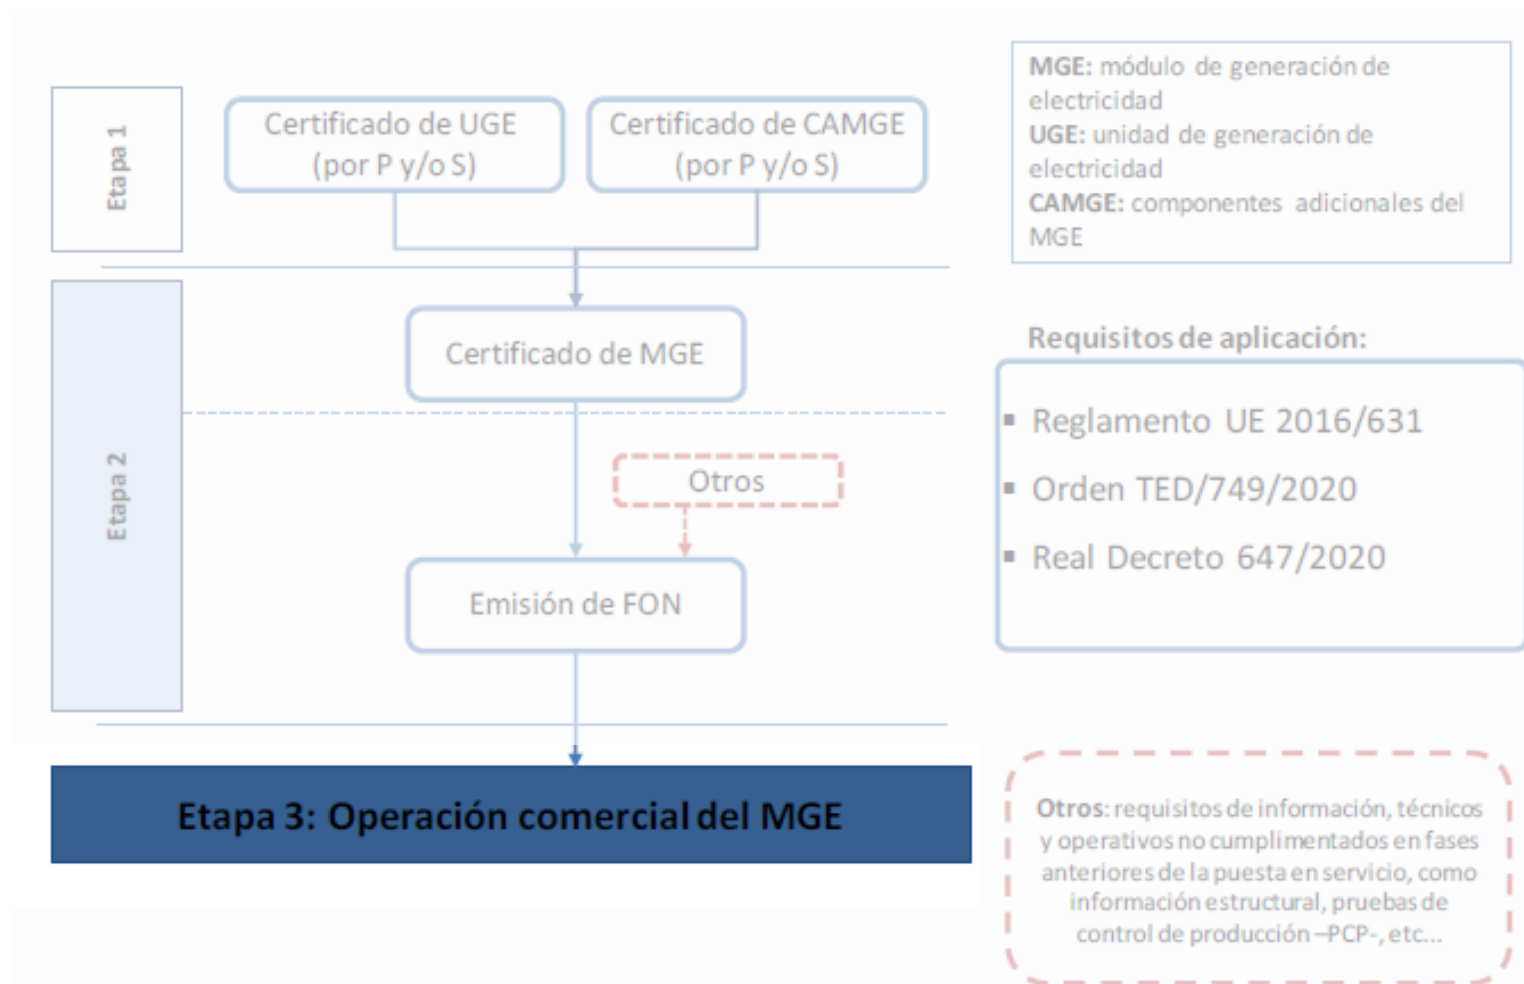 Etapa 1
Certificado de UGE
(por P y/o S)
Certificado de CAMGE
(por P y/o S)
MGE: módulo de generación de
electricidad
UGE: unidad de generación de
electricidad
CAMGE: componentes adicionales del
MGE
Etapa 2
Certificado de MGE
Otros
Emisión de FON
Requisitos de aplicación:
▪ Reglamento UE 2016/631
▪ Orden TED/749/2020
▪ Real Decreto 647/2020
Etapa 3: Operación comercial del MGE
Otros: requisitos de información, técnicos
y operativos no cumplimentados en fases
anteriores de la puesta en servicio, como
información estructural, pruebas de
control de producción –PCP-, etc...